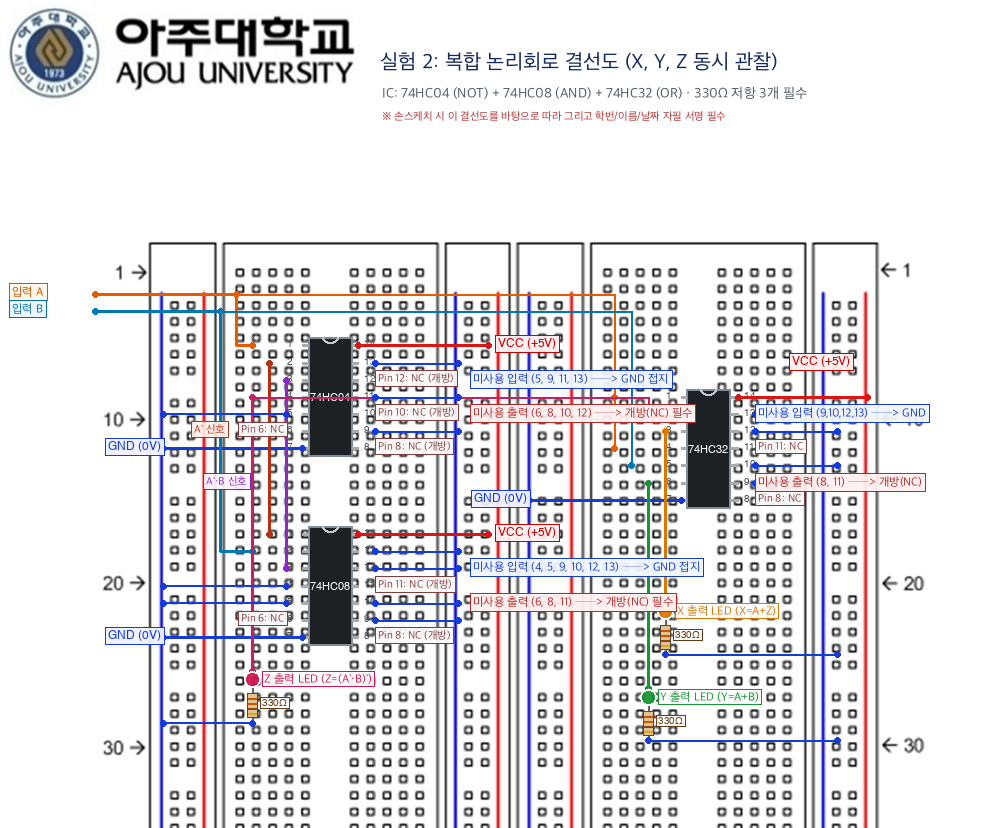 아주대학교
AJOU UNIVERSITY
아주대학교
AJOU UNIVERSITY
1973
실험 2: 복합 논리회로 결선도 (X, Y, Z 동시 관찰)
IC: 74HC04 (NOT) + 74HC08 (AND) + 74HC32 (OR) · 330Ω 저항 3개 필수
※ 손스케치 시 이 결선도를 바탕으로 따라 그리고 학번/이름/날짜 자필 서명 필수
1
1
입력 A
입력 B
VCC (+5V)
VCC (+5V)
Pin 12: NC (개방)
미사용 입력 (5, 9, 11, 13) ──> GND 접지
74HC04
Pin 10: NC (개방)
미사용 출력 (6, 8, 10, 12) ──> 개방(NC) 필수
미사용 입력 (9,10,12,13) ──> GND
10
A' 신호
Pin 6: NC
GND (0V)
Pin 8: NC (개방)
74HC32
Pin 11: NC
A'·B 신호
미사용 출력 (8, 11) ──> 개방(NC)
GND (0V)
Pin 8: NC
VCC (+5V)
미사용 입력 (4, 5, 9, 10, 12, 13) ──> GND 접지
20
74HC08
Pin 11: NC (개방)
20
미사용 출력 (6, 8, 11) ──> 개방(NC) 필수
X 출력 LED (X=A+Z)
Pin 6: NC
GND (0V)
Pin 8: NC (개방)
330Ω
Z 출력 LED (Z=(A'·B)')
Y 출력 LED (Y=A+B)
330Ω
330Ω
30
30